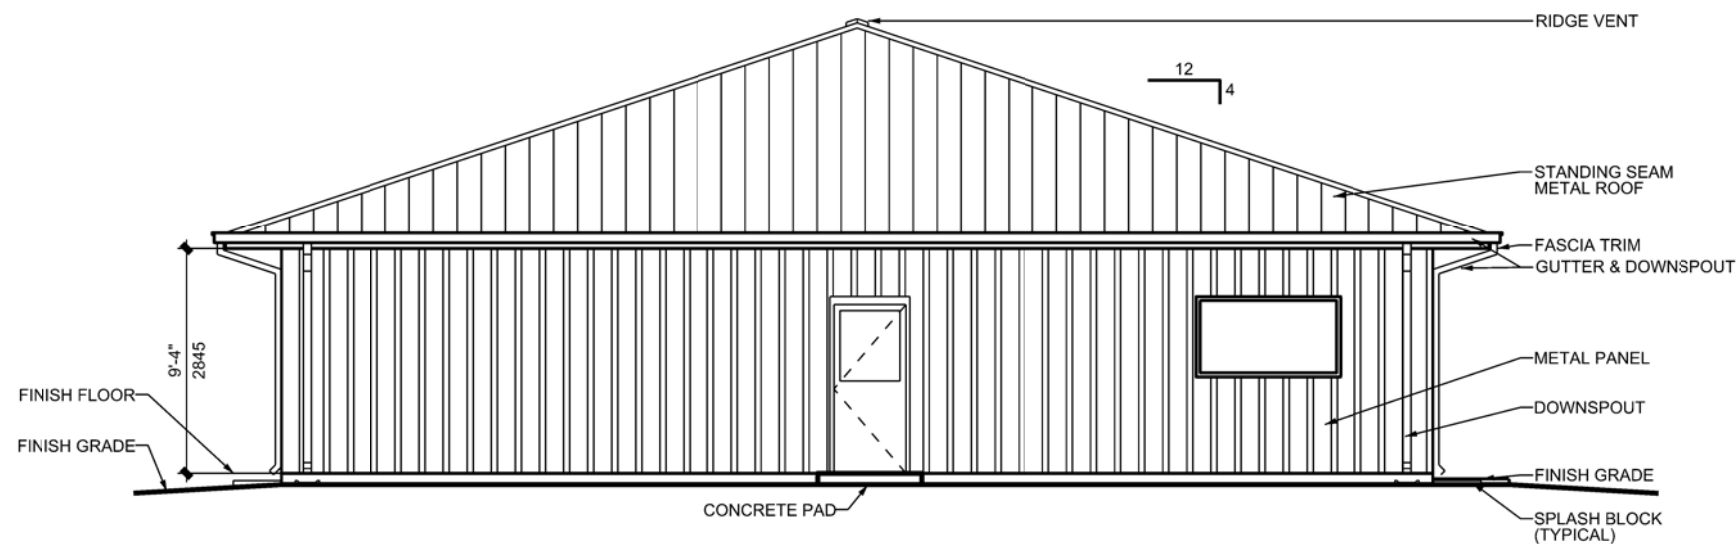 RIDGE VENT
12
4
STANDING SEAM
METAL ROOF
FASCIA TRIM
GUTTER & DOWNSPOUT
9'-4"
2845
METAL PANEL
FINISH FLOOR
DOWNSPOUT
FINISH GRADE
FINISH GRADE
CONCRETE PAD
SPLASH BLOCK
(TYPICAL)